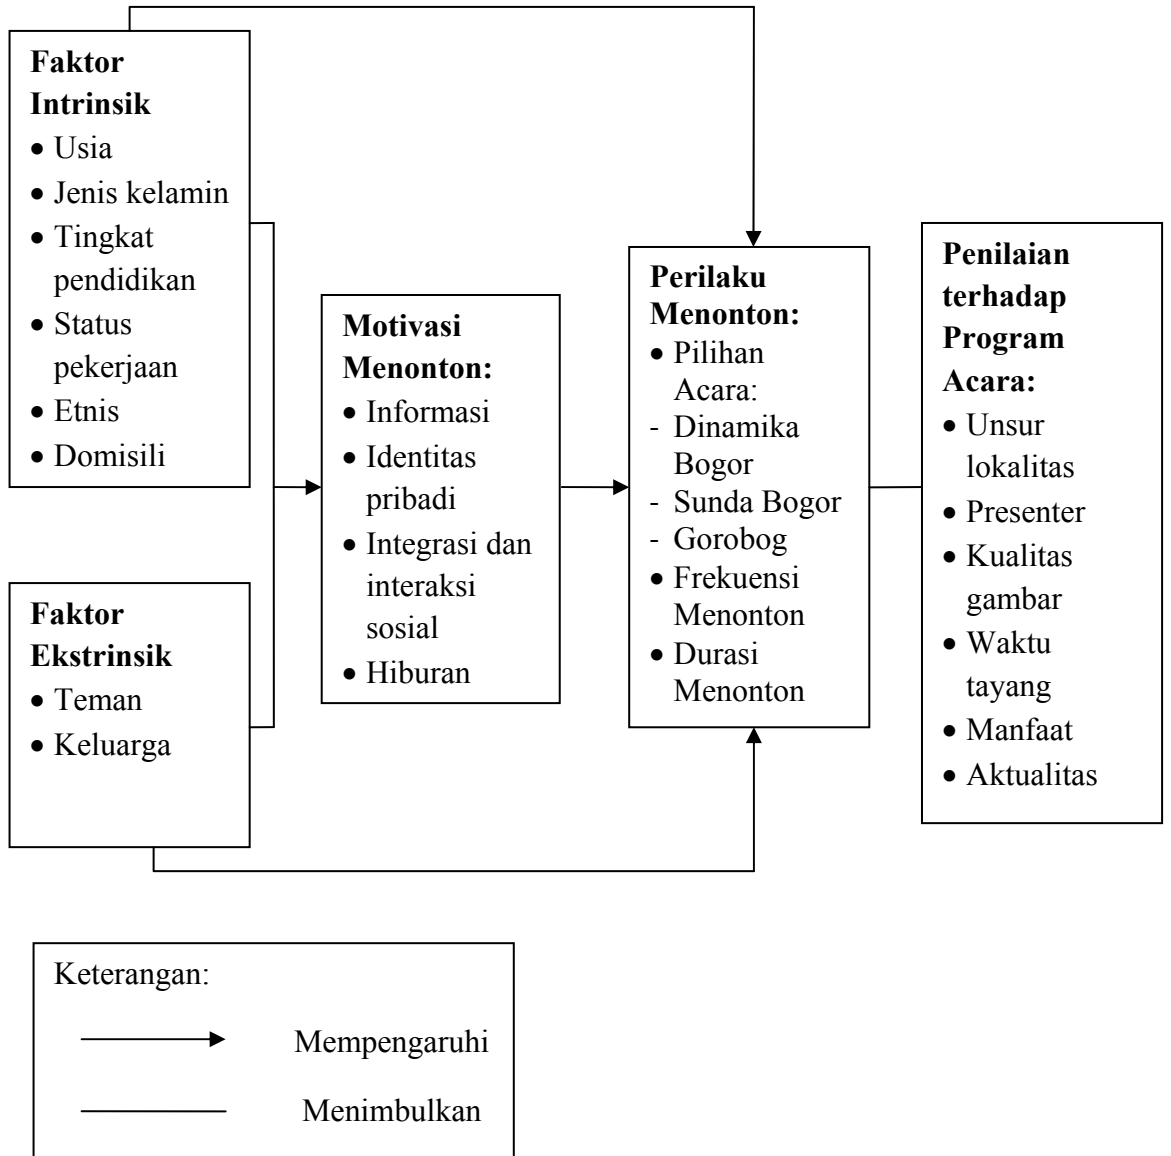 Faktor
Intrinsik
• Usia
• Jenis kelamin
• Tingkat
pendidikan
• Status
pekerjaan
• Etnis
• Domisili
Faktor
Ekstrinsik
• Teman
• Keluarga
Motivasi
Menonton:
• Informasi
• Identitas
pribadi
• Integrasi dan
interaksi
sosial
• Hiburan
Perilaku
Menonton:
• Pilihan
Acara:
- Dinamika
Bogor
- Sunda Bogor
- Gorobog
• Frekuensi
Menonton
• Durasi
Menonton
Penilaian
terhadap
Program
Acara:
• Unsur
lokalitas
• Presenter
• Kualitas
gambar
• Waktu
tayang
• Manfaat
• Aktualitas
Keterangan:
Mempengaruhi
Menimbulkan